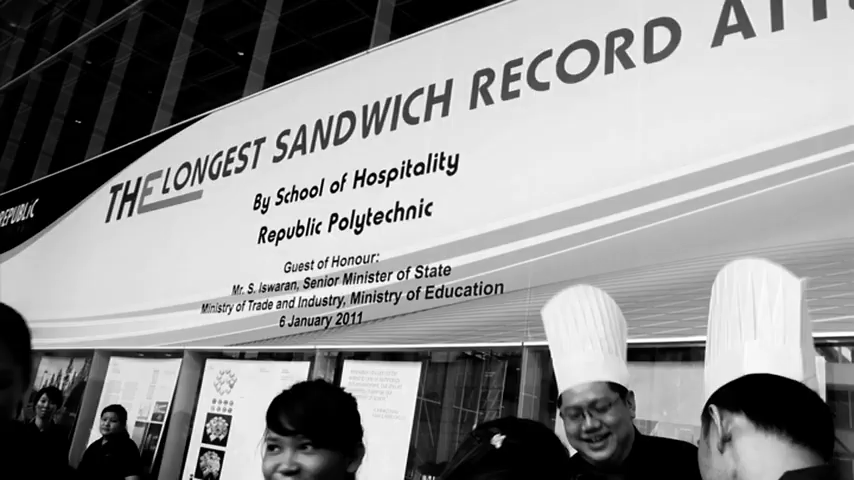 THE LONGEST SANDWICH RECORD ATT
REPUBLIC
By School of Hospitality
Republic Polytechnic
Guest of Honour:
Mr. S. Iswaran, Senior Minister of State
Ministry of Trade and Industry, Ministry of Education
6 January 2011